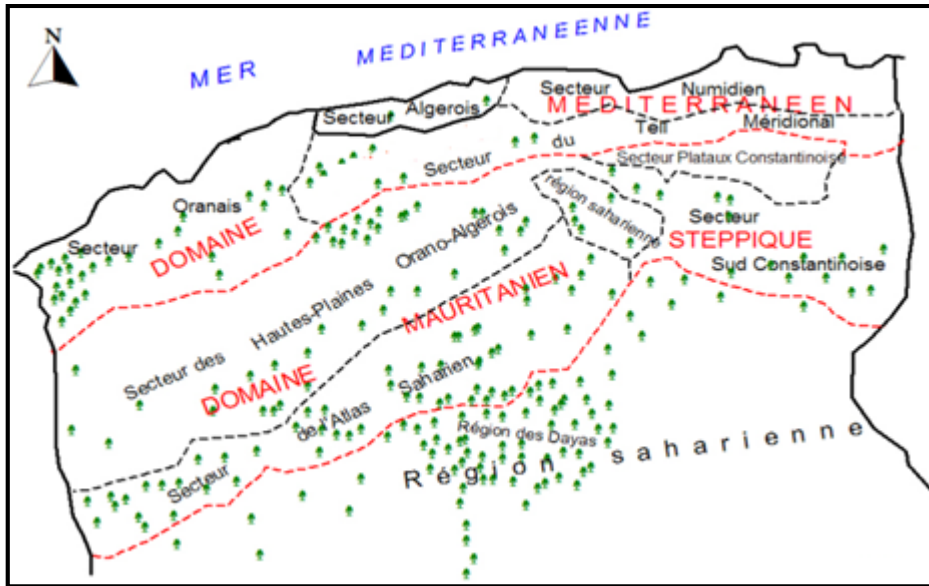 N
MER MEDITERRANEENNE
Secteur Algerois
Secteur Numidien
DOMAINE MEDITERRANEEN
Secteur du Tell Méridional
Secteur Plataux Constantinoise
Secteur Oranais
région saharienne
Secteur
Sud Constantinoise
Secteur des Hautes-Plaines Orano-Algerois
DOMAINE MAURITANIEN STEPPIQUE
Secteur de l'Atlas Saharien
Région des Dayas
Région saharienne